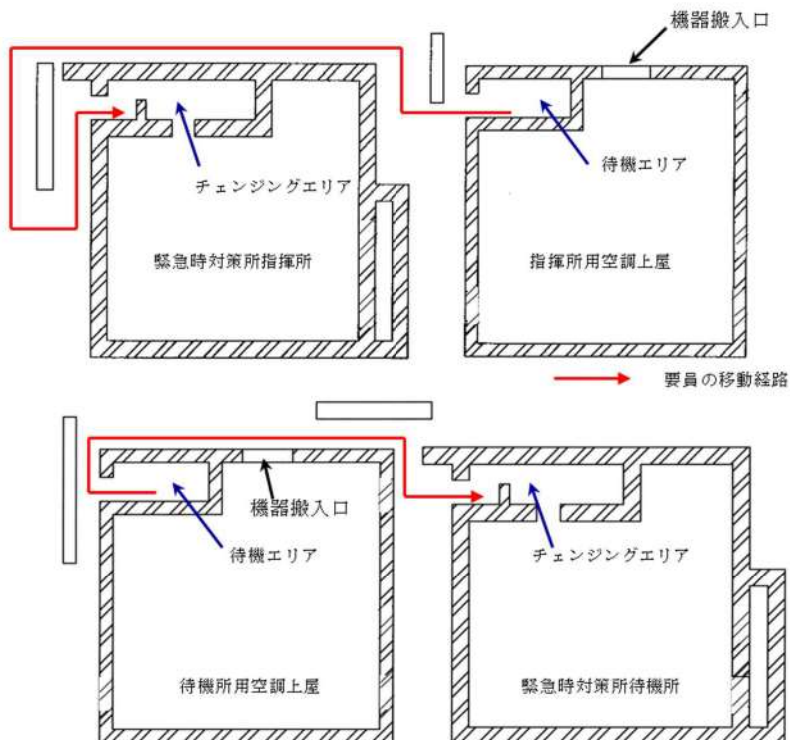 機器搬入口
待機エリア
チェンジングエリア
緊急時対策所指揮所
指揮所用空調上屋
要員の移動経路
機器搬入口
待機エリア
チェンジングエリア
待機所用空調上屋
緊急時対策所待機所